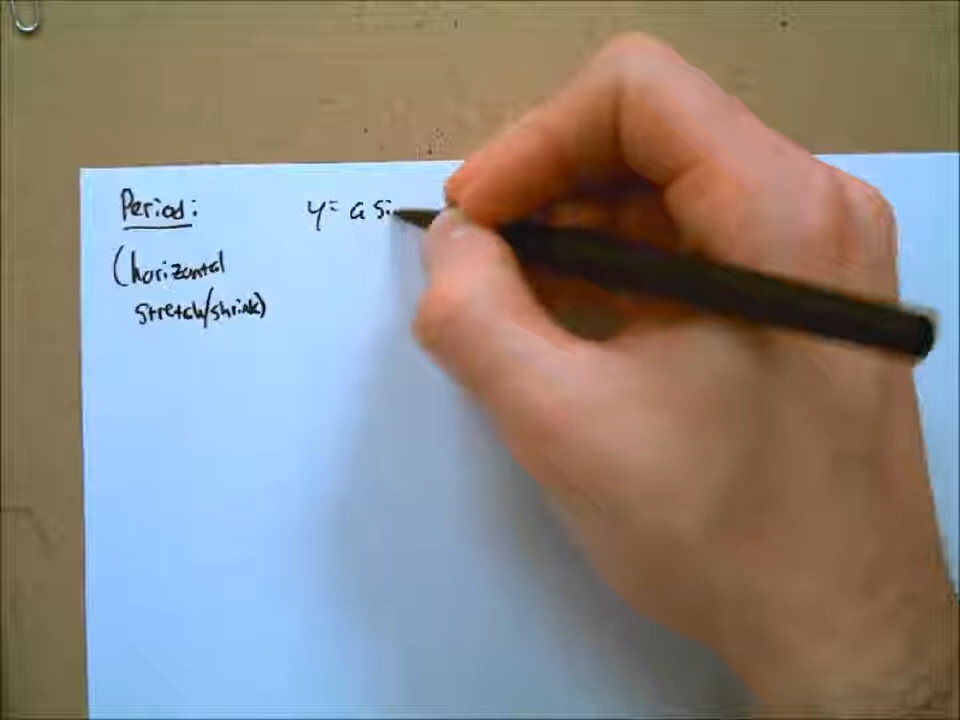 Period:
y = a si
(horizontal
stretch/shrink)